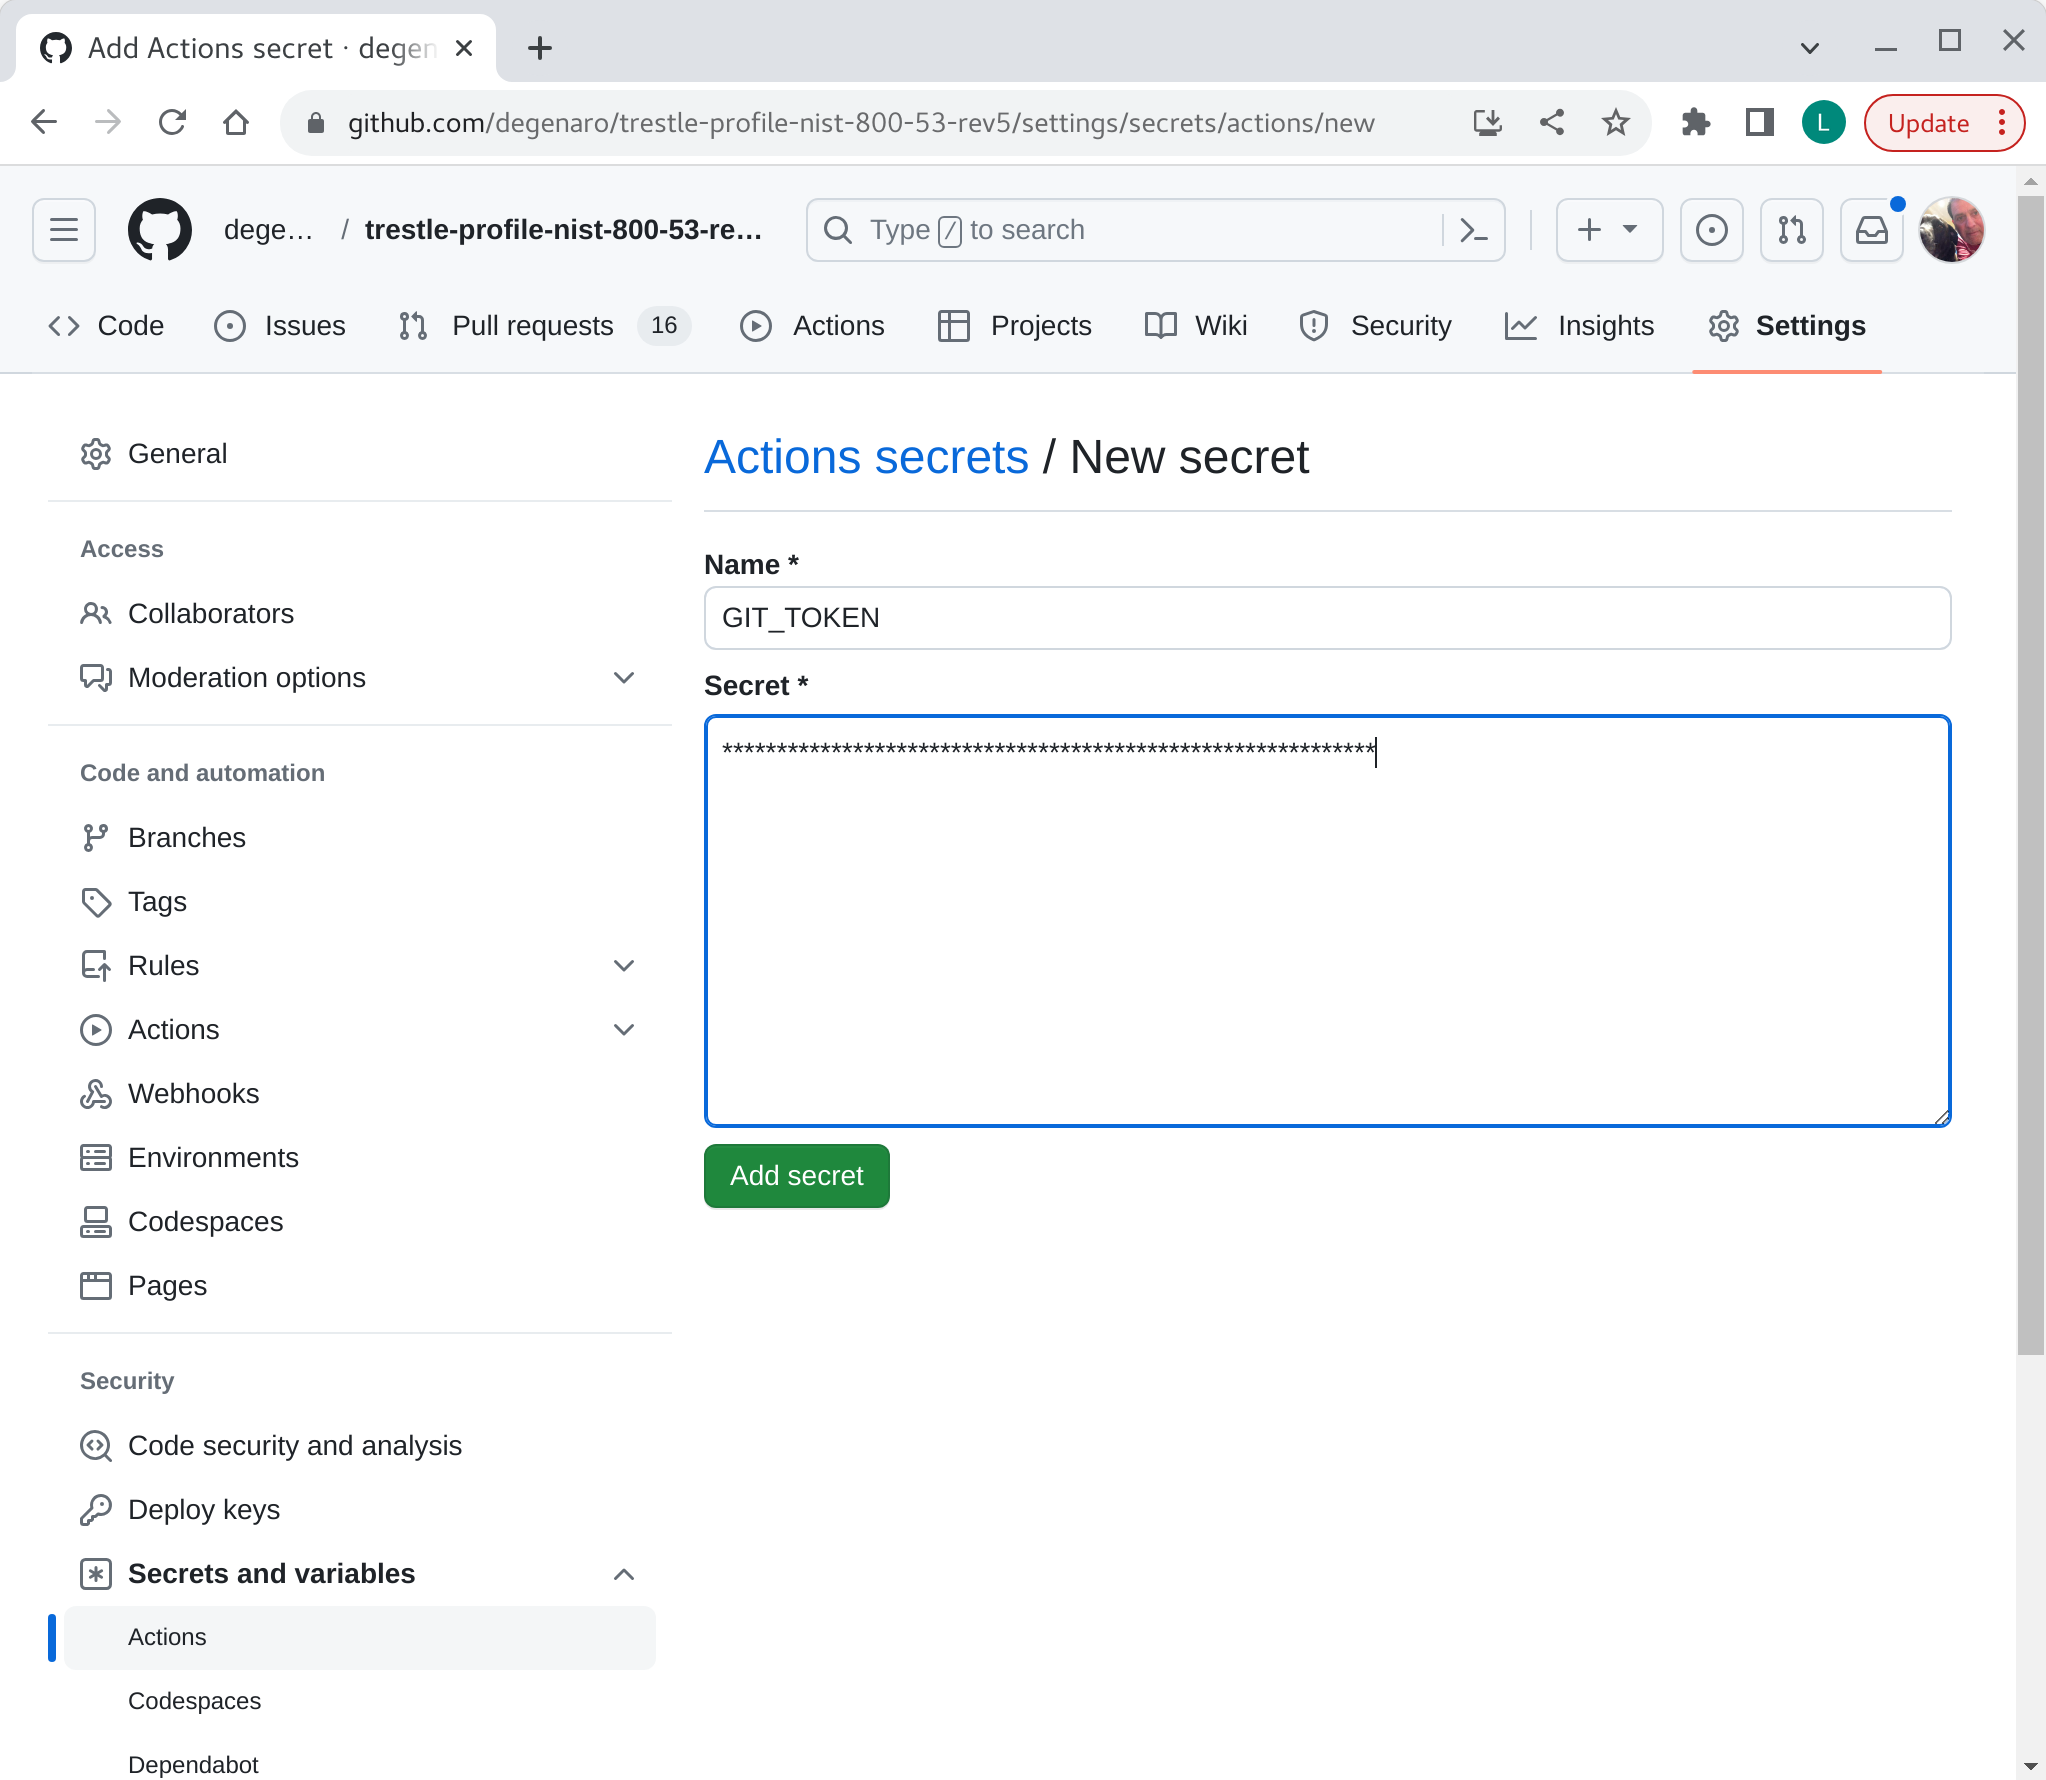 Add Actions secret · degen
github.com/degenaro/trestle-profile-nist-800-53-rev5/settings/secrets/actions/new
L
Update
dege… / trestle-profile-nist-800-53-re…
Type / to search
Code Issues Pull requests 16 Actions Projects Wiki Security Insights Settings
General
Access
Collaborators
Moderation options
Code and automation
Branches
Tags
Rules
Actions
Webhooks
Environments
Codespaces
Pages
Security
Code security and analysis
Deploy keys
Secrets and variables
Actions
Codespaces
Dependabot
Actions secrets / New secret
Name *
GIT_TOKEN
Secret *
************************************************************
Add secret